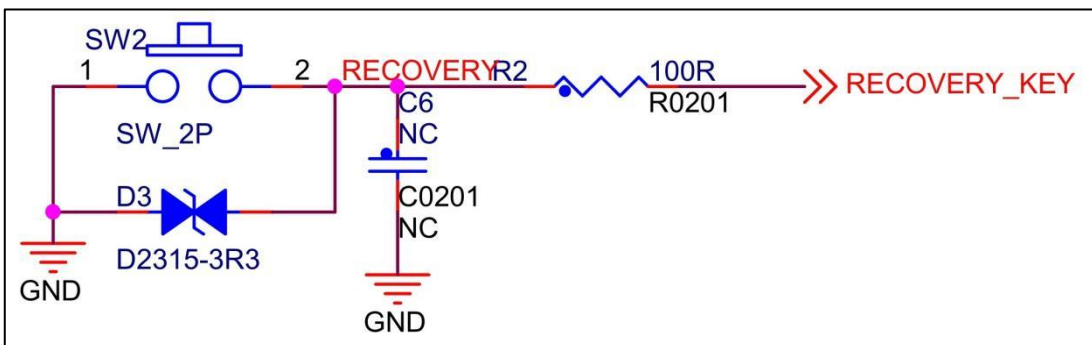 SW2
1
2
RECOVERY
R2
100R
RECOVERY_KEY
C6
R0201
NC
SW_2P
D3
C0201
NC
D2315-3R3
GND
GND